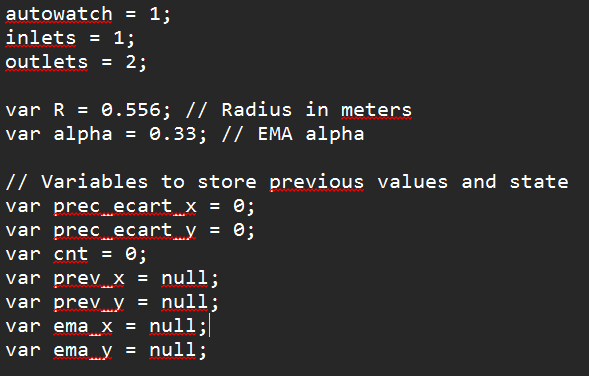 autowatch = 1;
inlets = 1;
outlets = 2;
var R = 0.556; // Radius in meters
var alpha = 0.33; // EMA alpha
// Variables to store previous values and state
var prec_ecart_x = 0;
var prec_ecart_y = 0;
var cnt = 0;
var prev_x = null;
var prev_y = null;
var ema_x = null;
var ema_y = null;